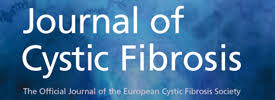 Journal of
Cystic Fibrosis
The Official Journal of the European Cystic Fibrosis Society